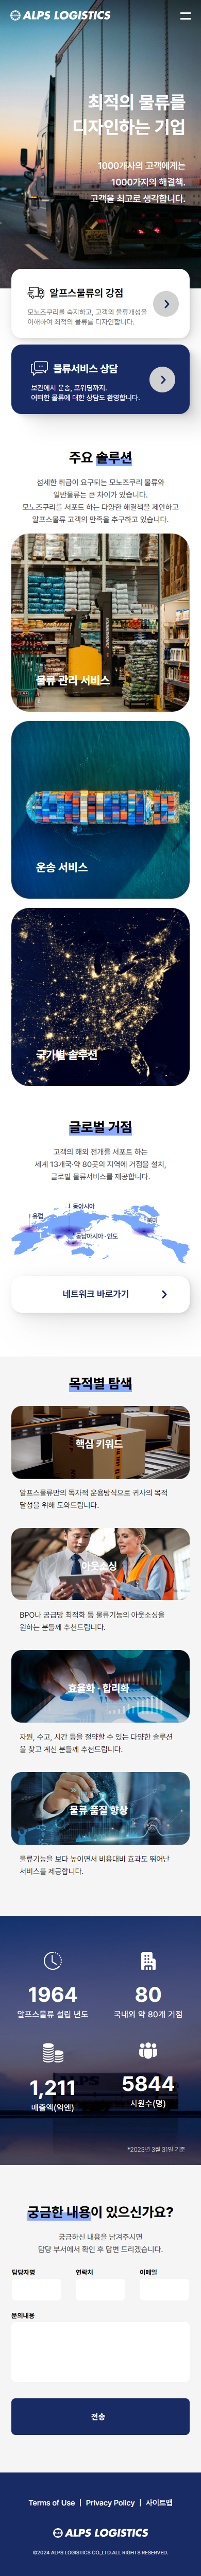 ALPS LOGISTICS
최적의 물류를
디자인하는 기업
1000개사의 고객에게는
1000가지의 해결책.
고객을 최고로 생각합니다.
알프스물류의 강점
모노즈쿠리를 숙지하고, 고객의 물류개성을
이해하여 최적의 물류를 디자인합니다.
물류서비스 상담
보관에서 운송, 포워딩까지.
어떠한 물류에 대한 상담도 환영합니다.
주요 솔루션
섬세한 취급이 요구되는 모노즈쿠리 물류와
일반물류는 큰 차이가 있습니다.
모노즈쿠리를 서포트 하는 다양한 해결책을 제안하고
알프스물류 고객의 만족을 추구하고 있습니다.
물류 관리 서비스
운송 서비스
국가별 솔루션
글로벌 거점
고객의 해외 전개를 서포트 하는
세계 13개국·약 80곳의 지역에 거점을 설치,
글로벌 물류서비스를 제공합니다.
동아시아
유럽
북미
동남아시아·인도
네트워크 바로가기
목적별 탐색
핵심 키워드
알프스물류만의 독자적 운용방식으로 귀사의 목적
달성을 위해 도와드립니다.
아웃소싱
BPO나 공급망 최적화 등 물류기능의 아웃소싱을
원하는 분들께 추천드립니다.
효율화·합리화
자원, 수고, 시간 등을 절약할 수 있는 다양한 솔루션
을 찾고 계신 분들께 추천드립니다.
물류 품질 향상
물류기능을 보다 높이면서 비용대비 효과도 뛰어난
서비스를 제공합니다.
1964
알프스물류 설립 년도
80
국내외 약 80개 거점
1,211
매출액(억엔)
5844
사원수(명)
*2023년 3월 31일 기준
궁금한 내용이 있으신가요?
궁금하신 내용을 남겨주시면
담당 부서에서 확인 후 답변 드리겠습니다.
담당자명
연락처
이메일
문의내용
전송
Terms of Use | Privacy Policy | 사이트맵
ALPS LOGISTICS
©2024 ALPS LOGISTICS CO.,LTD.ALL RIGHTS RESERVED.